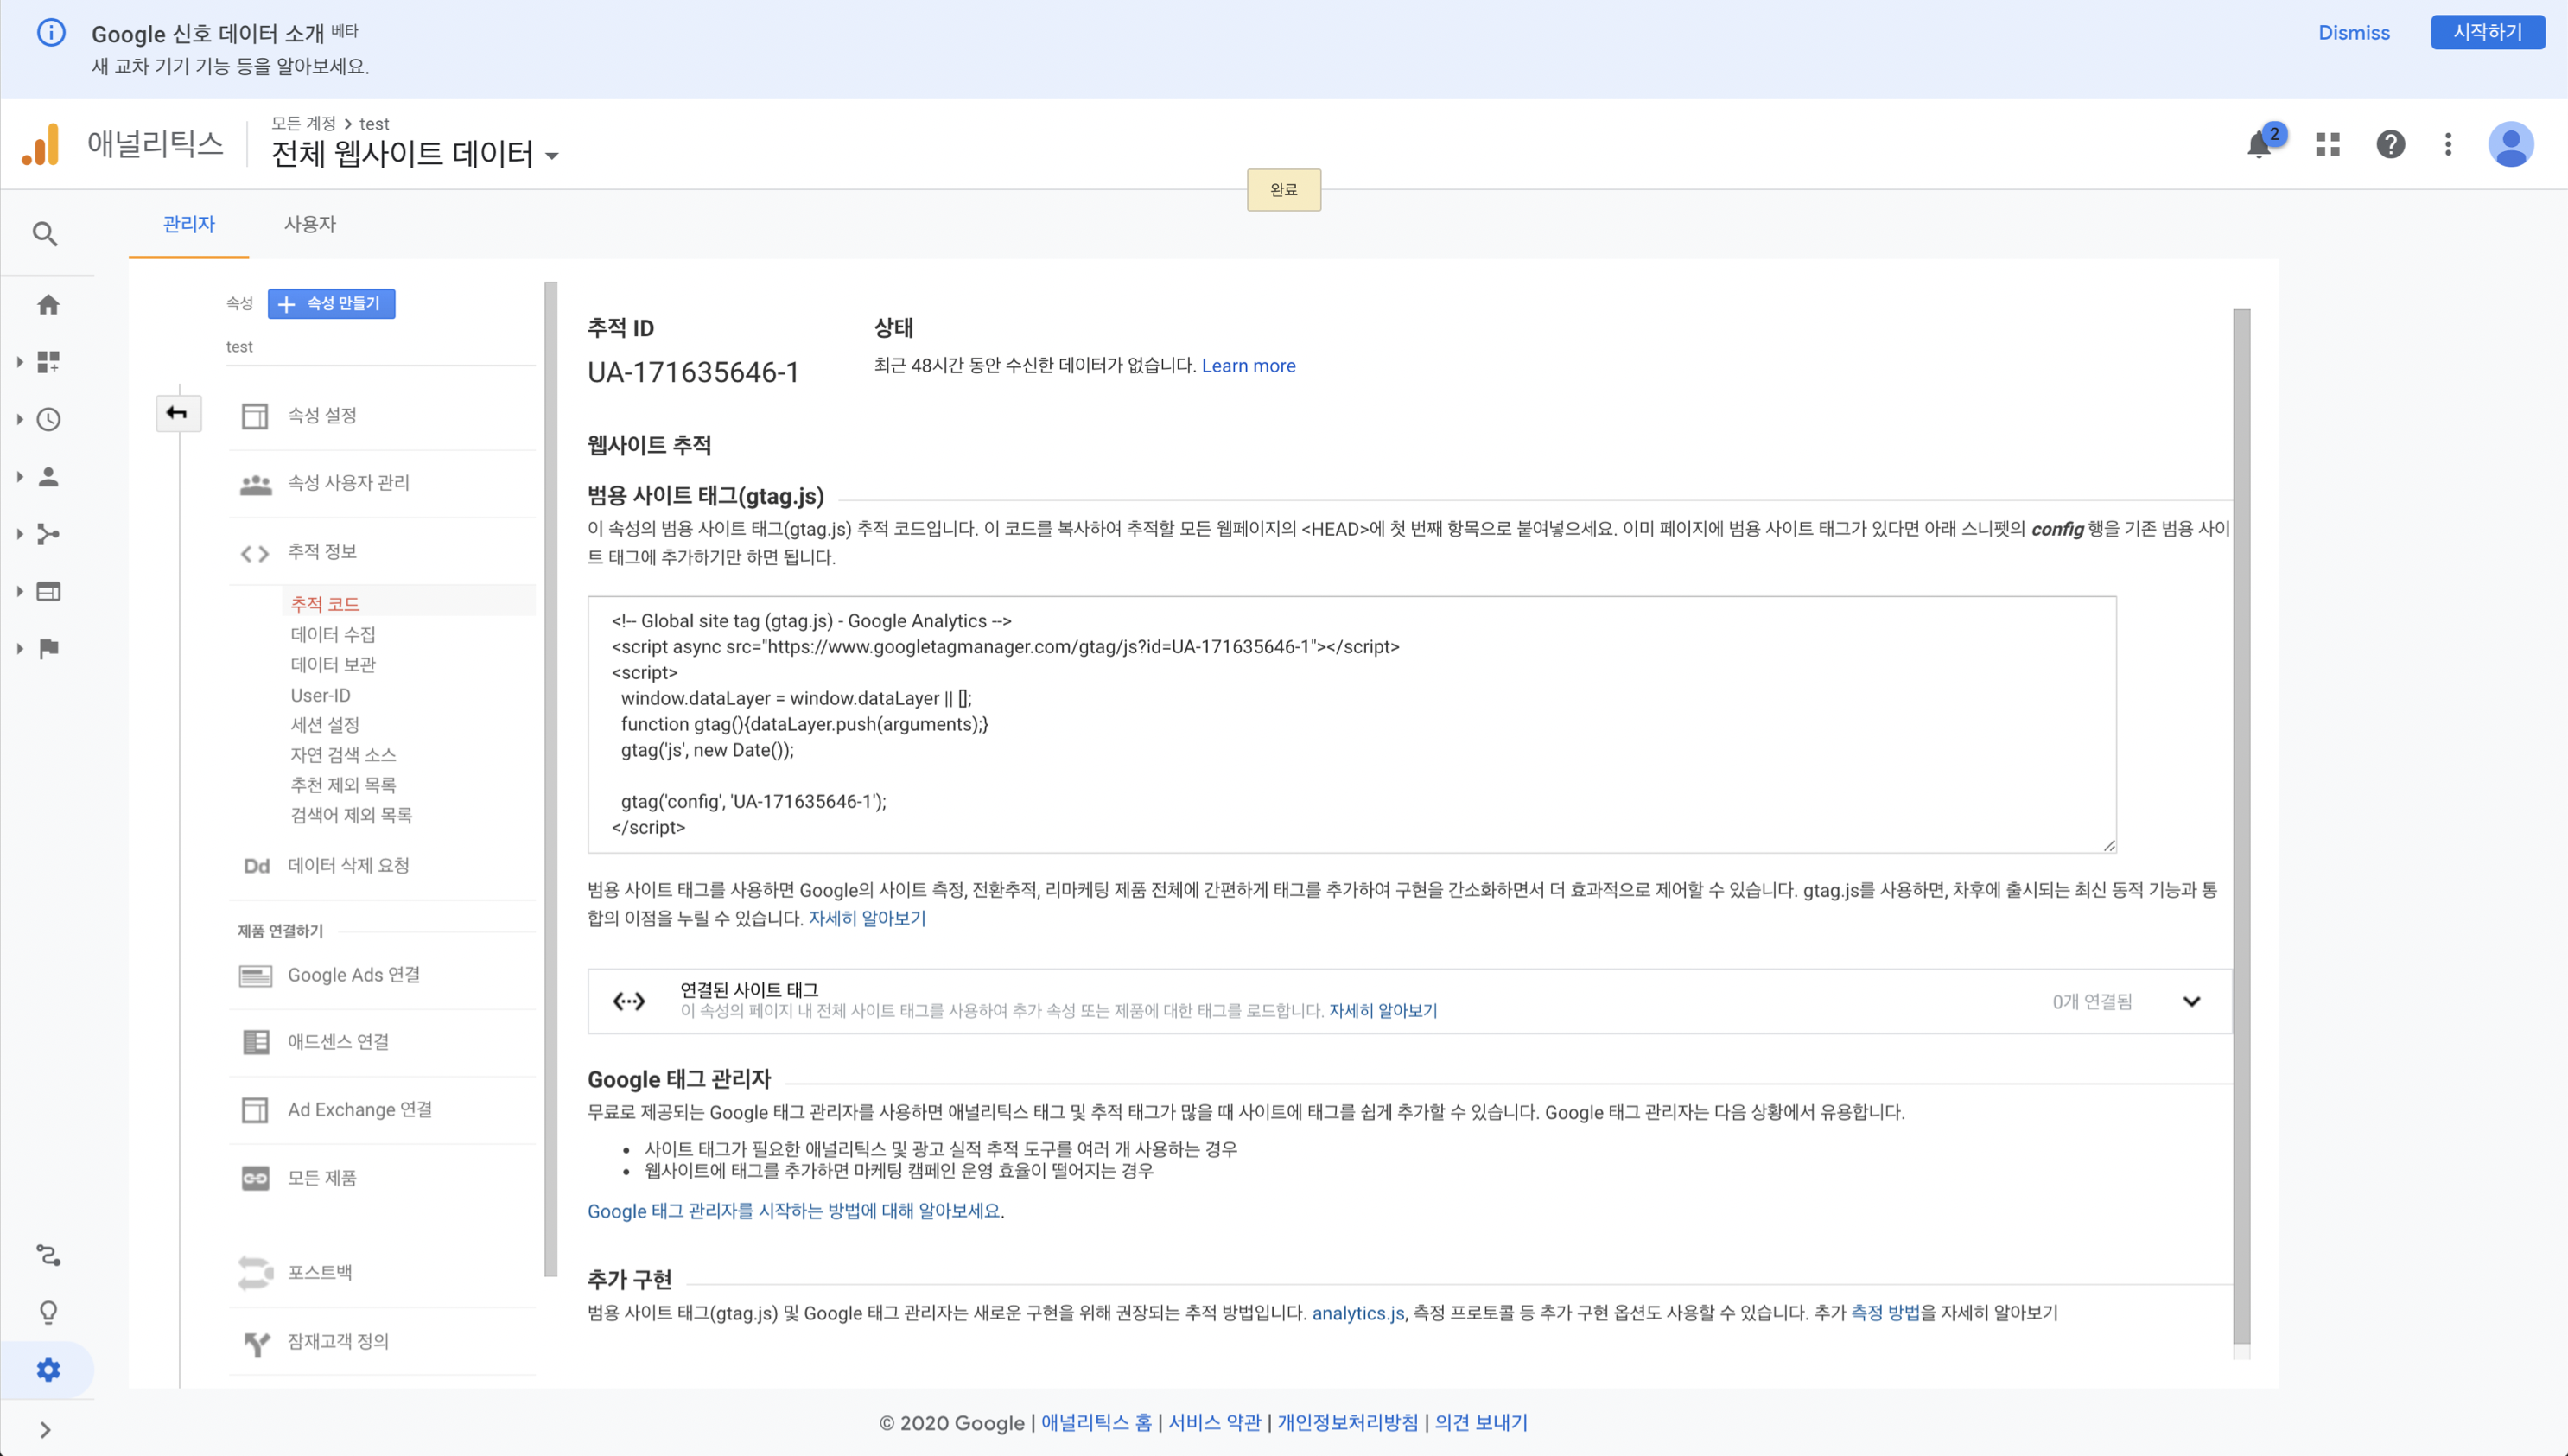 Google 신호 데이터 소개 베타
새 교차 기기 기능 등을 알아보세요.
Dismiss
시작하기
애널리틱스
모든 계정 > test
전체 웹사이트 데이터
2
완료
관리자
사용자
속성
속성 만들기
test
속성 설정
속성 사용자 관리
추적 정보
추적 코드
데이터 수집
데이터 보관
User-ID
세션 설정
자연 검색 소스
추천 제외 목록
검색어 제외 목록
Dd 데이터 삭제 요청
제품 연결하기
Google Ads 연결
애드센스 연결
Ad Exchange 연결
모든 제품
포스트백
잠재고객 정의
추적 ID
UA-171635646-1
상태
최근 48시간 동안 수신한 데이터가 없습니다. Learn more
웹사이트 추적
범용 사이트 태그(gtag.js)
이 속성의 범용 사이트 태그(gtag.js) 추적 코드입니다. 이 코드를 복사하여 추적할 모든 웹페이지의 <HEAD>에 첫 번째 항목으로 붙여넣으세요. 이미 페이지에 범용 사이트 태그가 있다면 아래 스니펫의 config 행을 기존 범용 사이
트 태그에 추가하기만 하면 됩니다.
<!-- Global site tag (gtag.js) - Google Analytics -->
<script async src="https://www.googletagmanager.com/gtag/js?id=UA-171635646-1"></script>
<script>
window.dataLayer = window.dataLayer || [];
function gtag(){dataLayer.push(arguments);}
gtag('js', new Date());
gtag('config', 'UA-171635646-1');
</script>
범용 사이트 태그를 사용하면 Google의 사이트 측정, 전환추적, 리마케팅 제품 전체에 간편하게 태그를 추가하여 구현을 간소화하면서 더 효과적으로 제어할 수 있습니다. gtag.js를 사용하면, 차후에 출시되는 최신 동적 기능과 통
합의 이점을 누릴 수 있습니다. 자세히 알아보기
연결된 사이트 태그
이 속성의 페이지 내 전체 사이트 태그를 사용하여 추가 속성 또는 제품에 대한 태그를 로드합니다. 자세히 알아보기
0개 연결됨
Google 태그 관리자
무료로 제공되는 Google 태그 관리자를 사용하면 애널리틱스 태그 및 추적 태그가 많을 때 사이트에 태그를 쉽게 추가할 수 있습니다. Google 태그 관리자는 다음 상황에서 유용합니다.
• 사이트 태그가 필요한 애널리틱스 및 광고 실적 추적 도구를 여러 개 사용하는 경우
• 웹사이트에 태그를 추가하면 마케팅 캠페인 운영 효율이 떨어지는 경우
Google 태그 관리자를 시작하는 방법에 대해 알아보세요.
추가 구현
범용 사이트 태그(gtag.js) 및 Google 태그 관리자는 새로운 구현을 위해 권장되는 추적 방법입니다. analytics.js, 측정 프로토콜 등 추가 구현 옵션도 사용할 수 있습니다. 추가 측정 방법을 자세히 알아보기
© 2020 Google | 애널리틱스 홈 | 서비스 약관 | 개인정보처리방침 | 의견 보내기